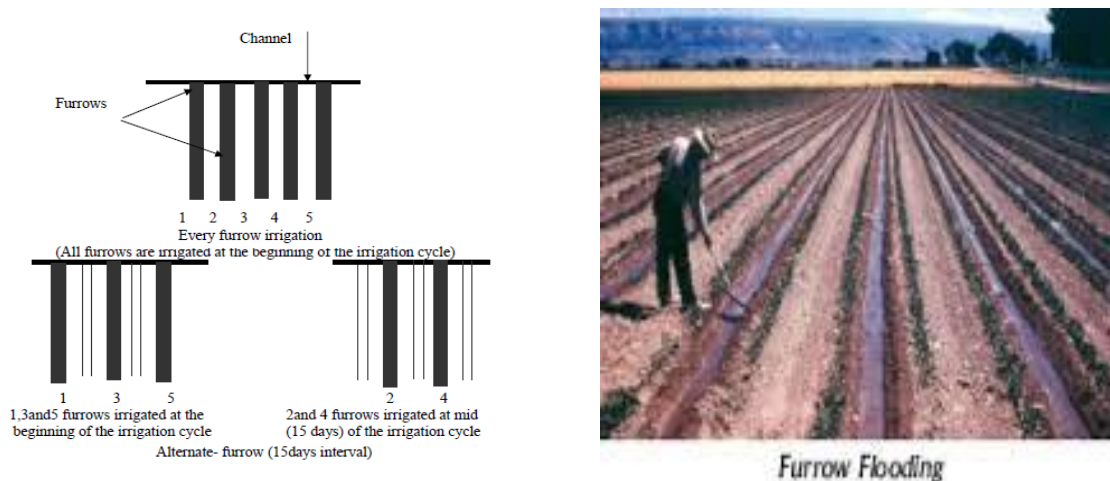 Channel
Furrows
1 2 3 4 5
Every furrow irrigation
(All furrows are irrigated at the beginning of the irrigation cycle)
1 3 5
1,3and5 furrows irrigated at the
beginning of the irrigation cycle
2 4
2and 4 furrows irrigated at mid
(15 days) of the irrigation cycle
Alternate- furrow (15days interval)
Furrow Flooding